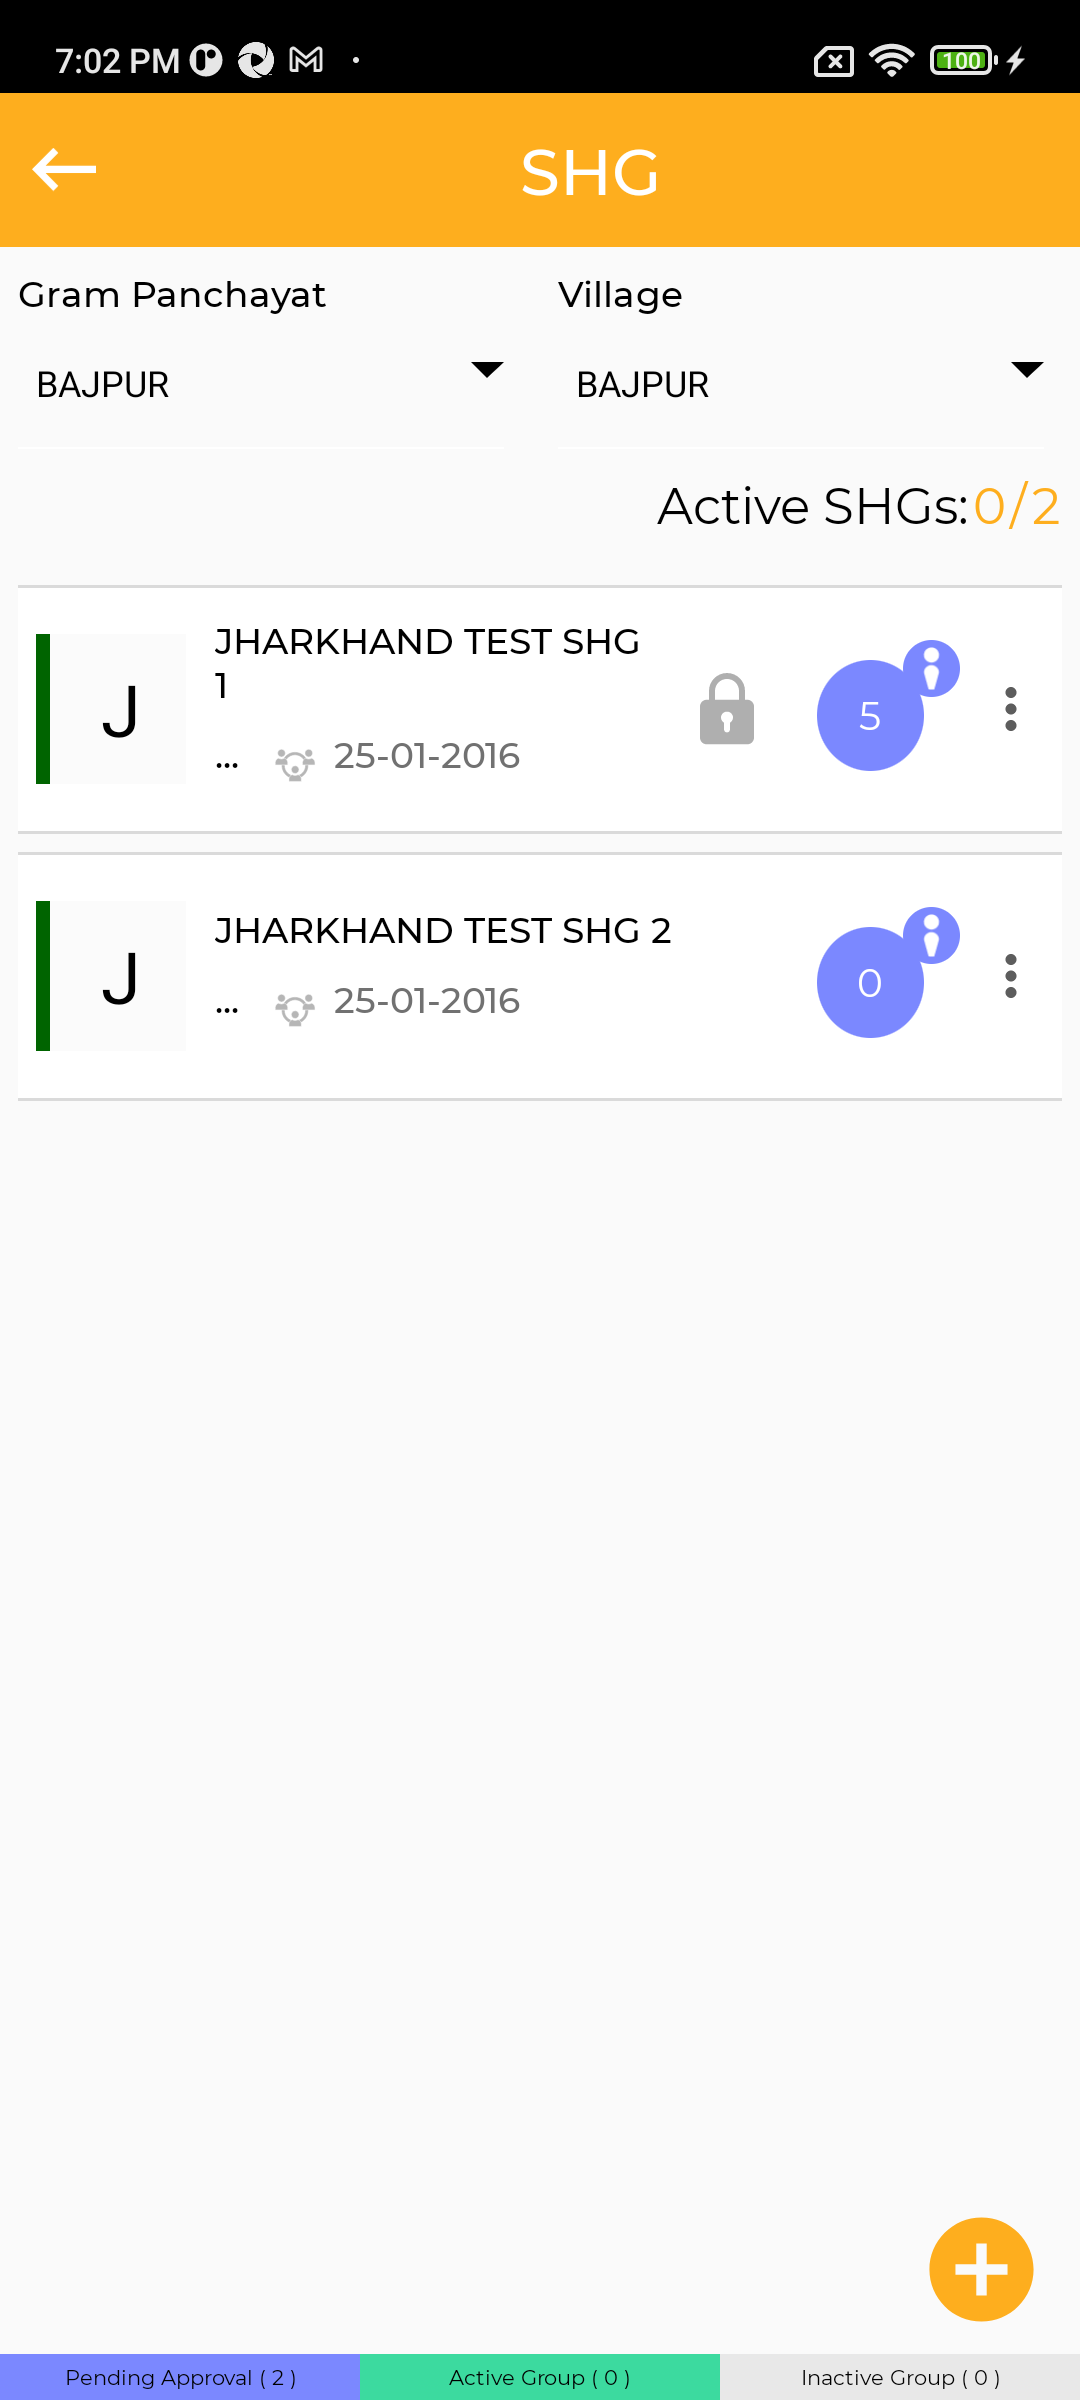 7:02 PM
100
SHG
Gram Panchayat Village
BAJPUR BAJPUR
Active SHGs: 0/2
J
JHARKHAND TEST SHG
1
... 25-01-2016
5
J
JHARKHAND TEST SHG 2
... 25-01-2016
0
Pending Approval ( 2 ) Active Group ( 0 ) Inactive Group ( 0 )